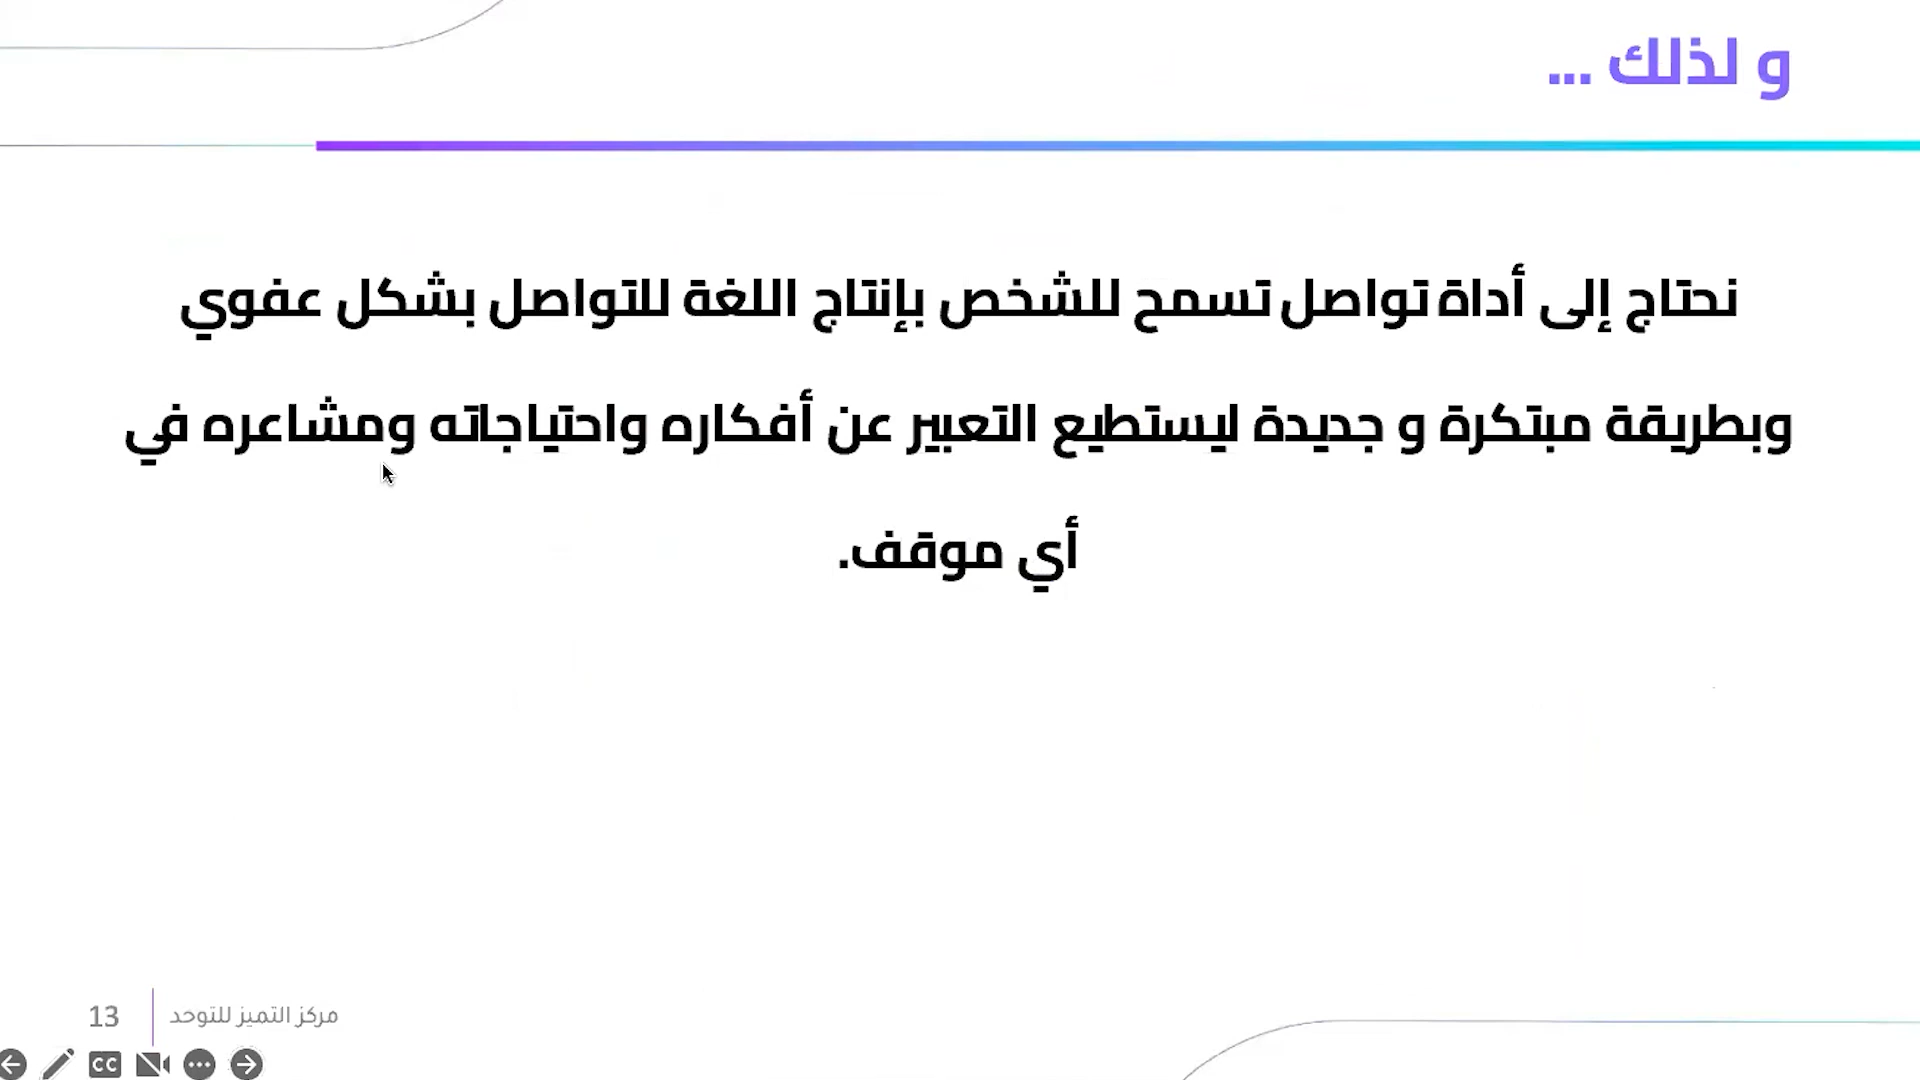 و لذلك ...
نحتاج إلى أداة تواصل تسمح للشخص بإنتاج اللغة للتواصل بشكل عفوي
وبطريقة مبتكرة و جديدة ليستطيع التعبير عن أفكاره واحتياجاته ومشاعره في
أي موقف.
مركز التميز للتوحد
13
CC